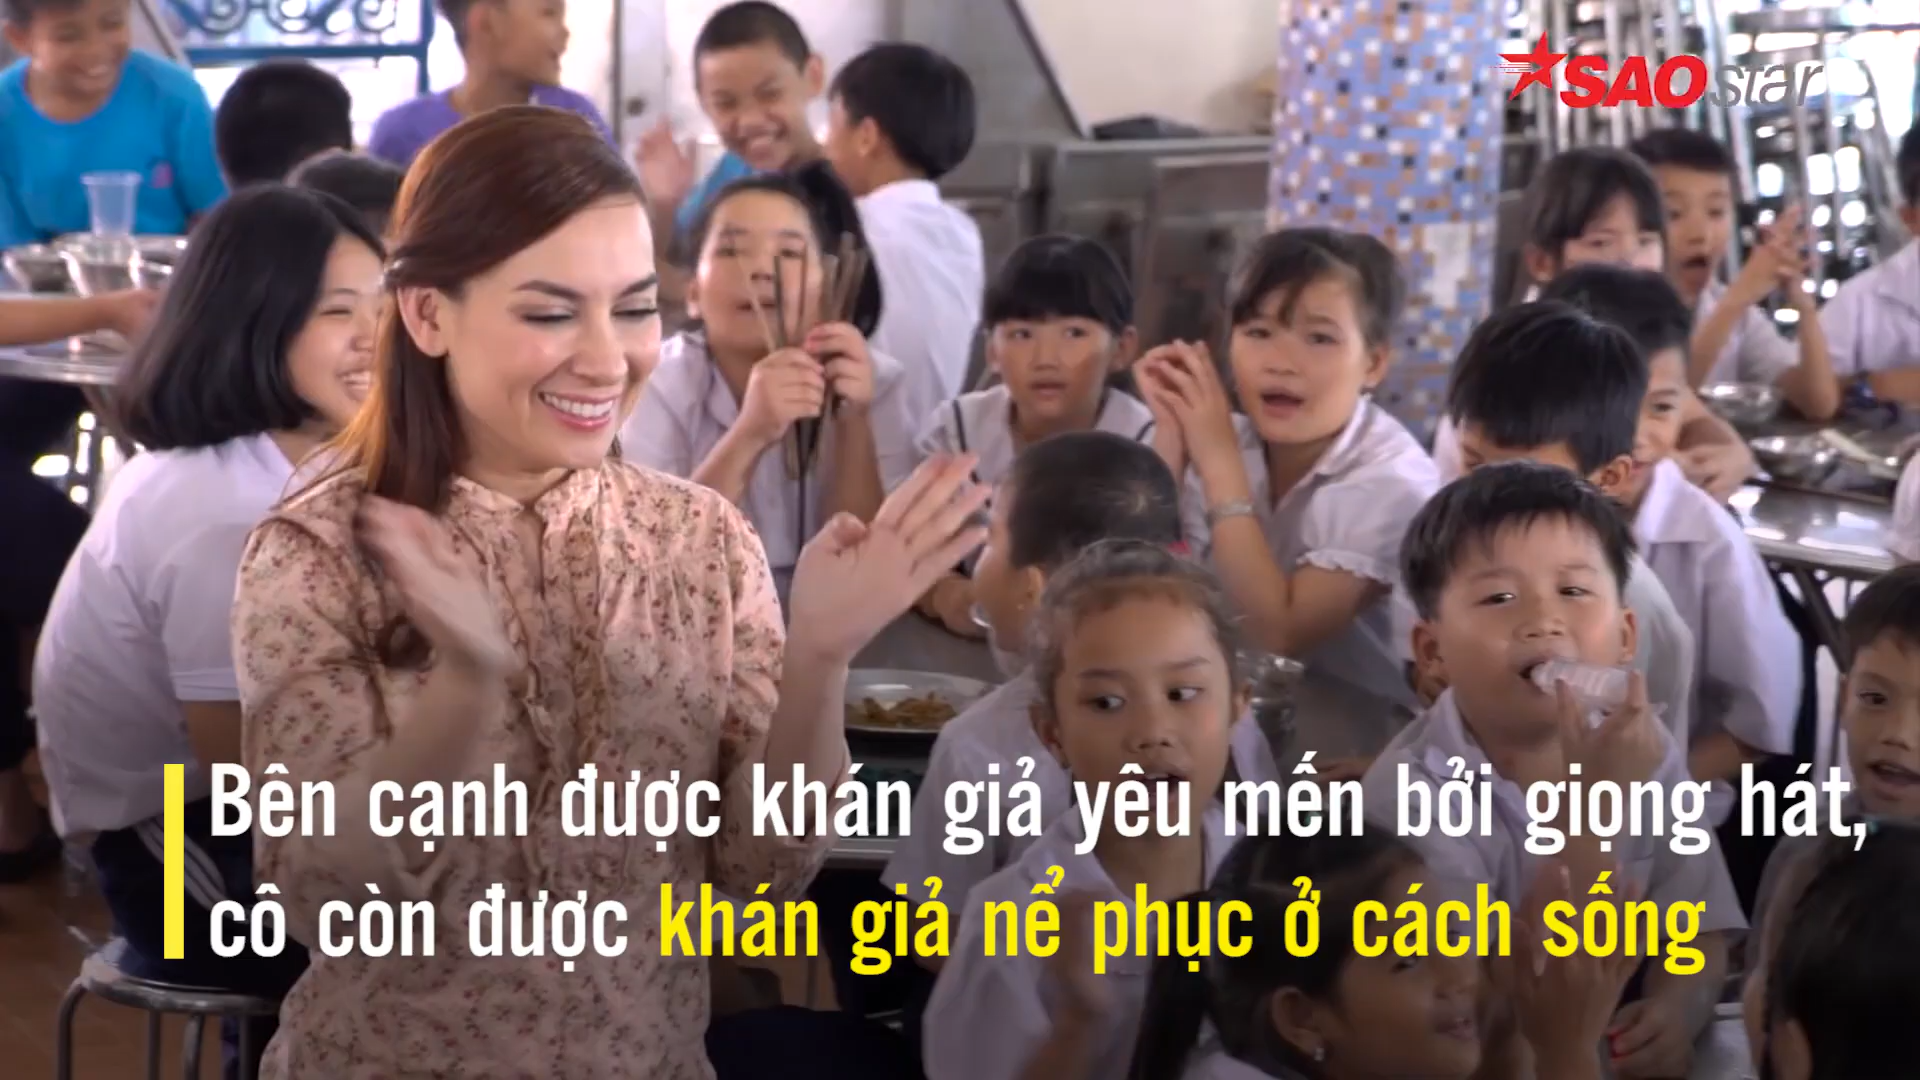 SAOstar
Bên cạnh được khán giả yêu mến bởi giọng hát,
cô còn được khán giả nể phục ở cách sống